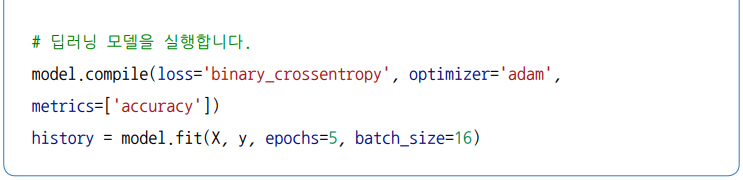 # 딥러닝 모델을 실행합니다.
model.compile(loss='binary_crossentropy', optimizer='adam',
metrics=['accuracy'])
history = model.fit(X, y, epochs=5, batch_size=16)